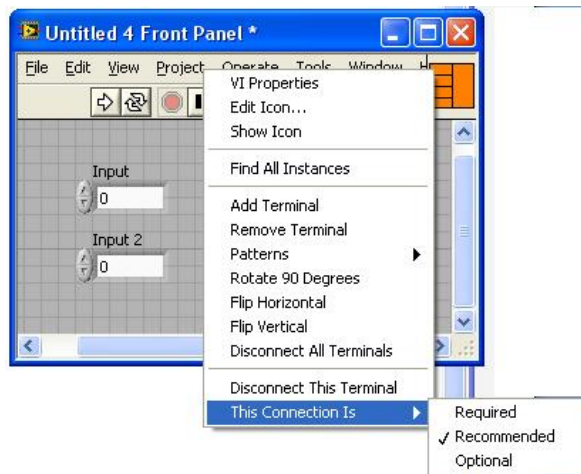 Untitled 4 Front Panel *
File Edit View Project Operate Tools Window H
VI Properties
Edit Icon...
Show Icon
Find All Instances
Input
0
Add Terminal
Remove Terminal
Input 2
Patterns
0
Rotate 90 Degrees
Flip Horizontal
Flip Vertical
Disconnect All Terminals
Disconnect This Terminal
This Connection Is
Required
✓ Recommended
Optional